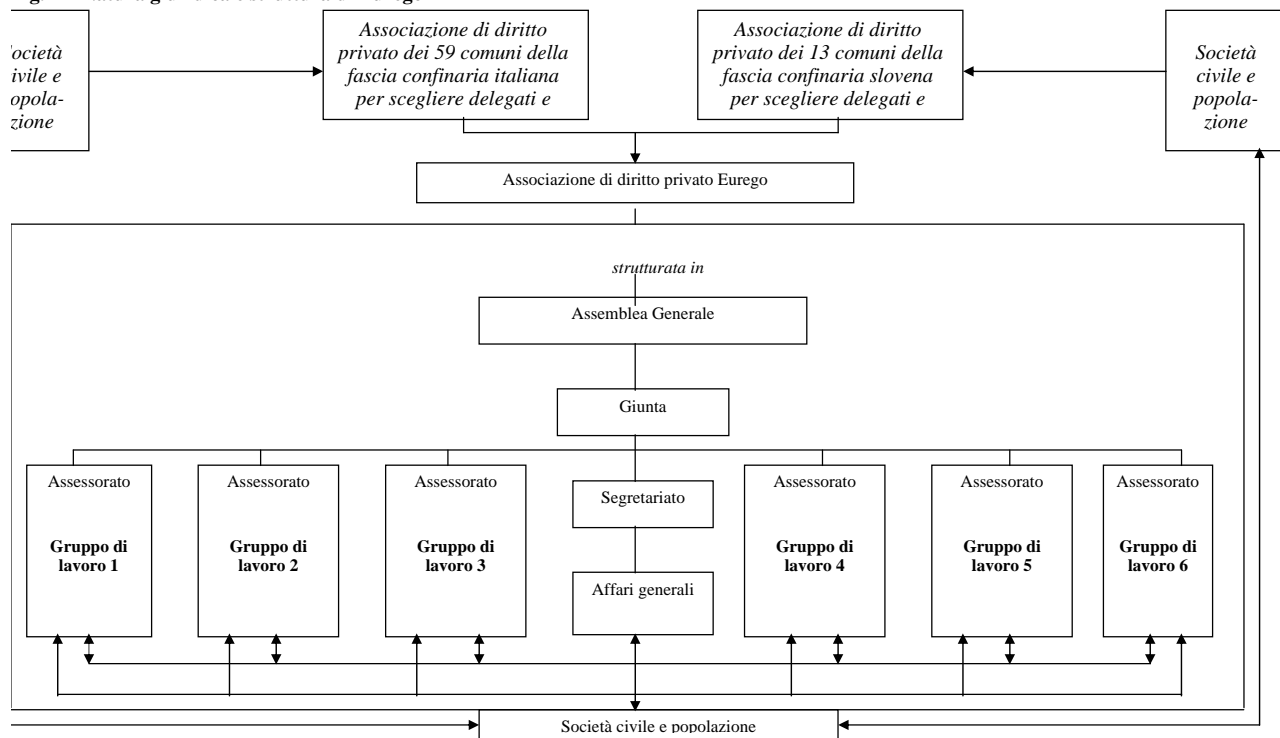 Società
civile e
popola-
zione
Associazione di diritto
privato dei 59 comuni della
fascia confinaria italiana
per scegliere delegati e
Associazione di diritto
privato dei 13 comuni della
fascia confinaria slovena
per scegliere delegati e
Società
civile e
popola-
zione
Associazione di diritto privato Eurego
strutturata in
Assemblea Generale
Giunta
Assessorato
Gruppo di
lavoro 1
Assessorato
Gruppo di
lavoro 2
Assessorato
Gruppo di
lavoro 3
Segretariato
Affari generali
Assessorato
Gruppo di
lavoro 4
Assessorato
Gruppo di
lavoro 5
Assessorato
Gruppo di
lavoro 6
Società civile e popolazione